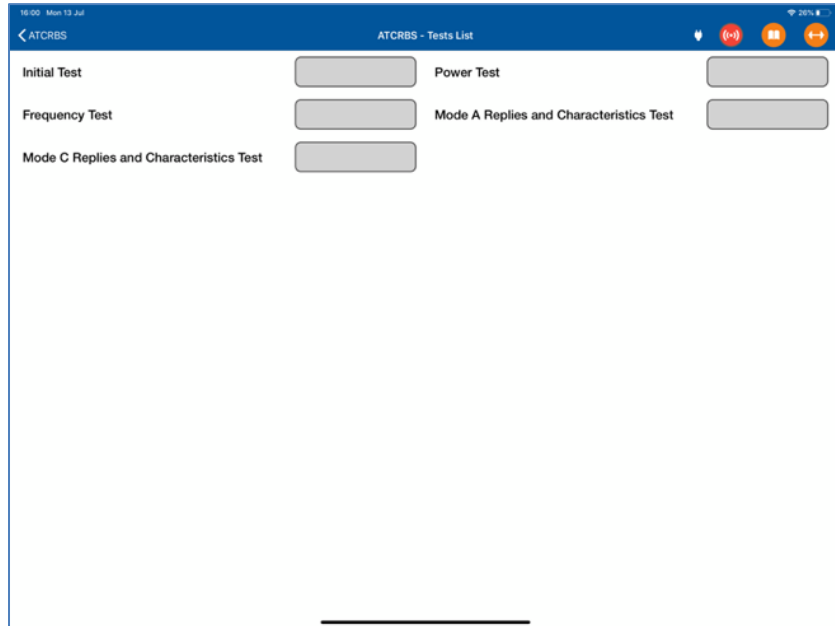 16:00 Mon 13 Jul
26%
ATCRBS
ATCRBS - Tests List
Initial Test
Power Test
Frequency Test
Mode A Replies and Characteristics Test
Mode C Replies and Characteristics Test